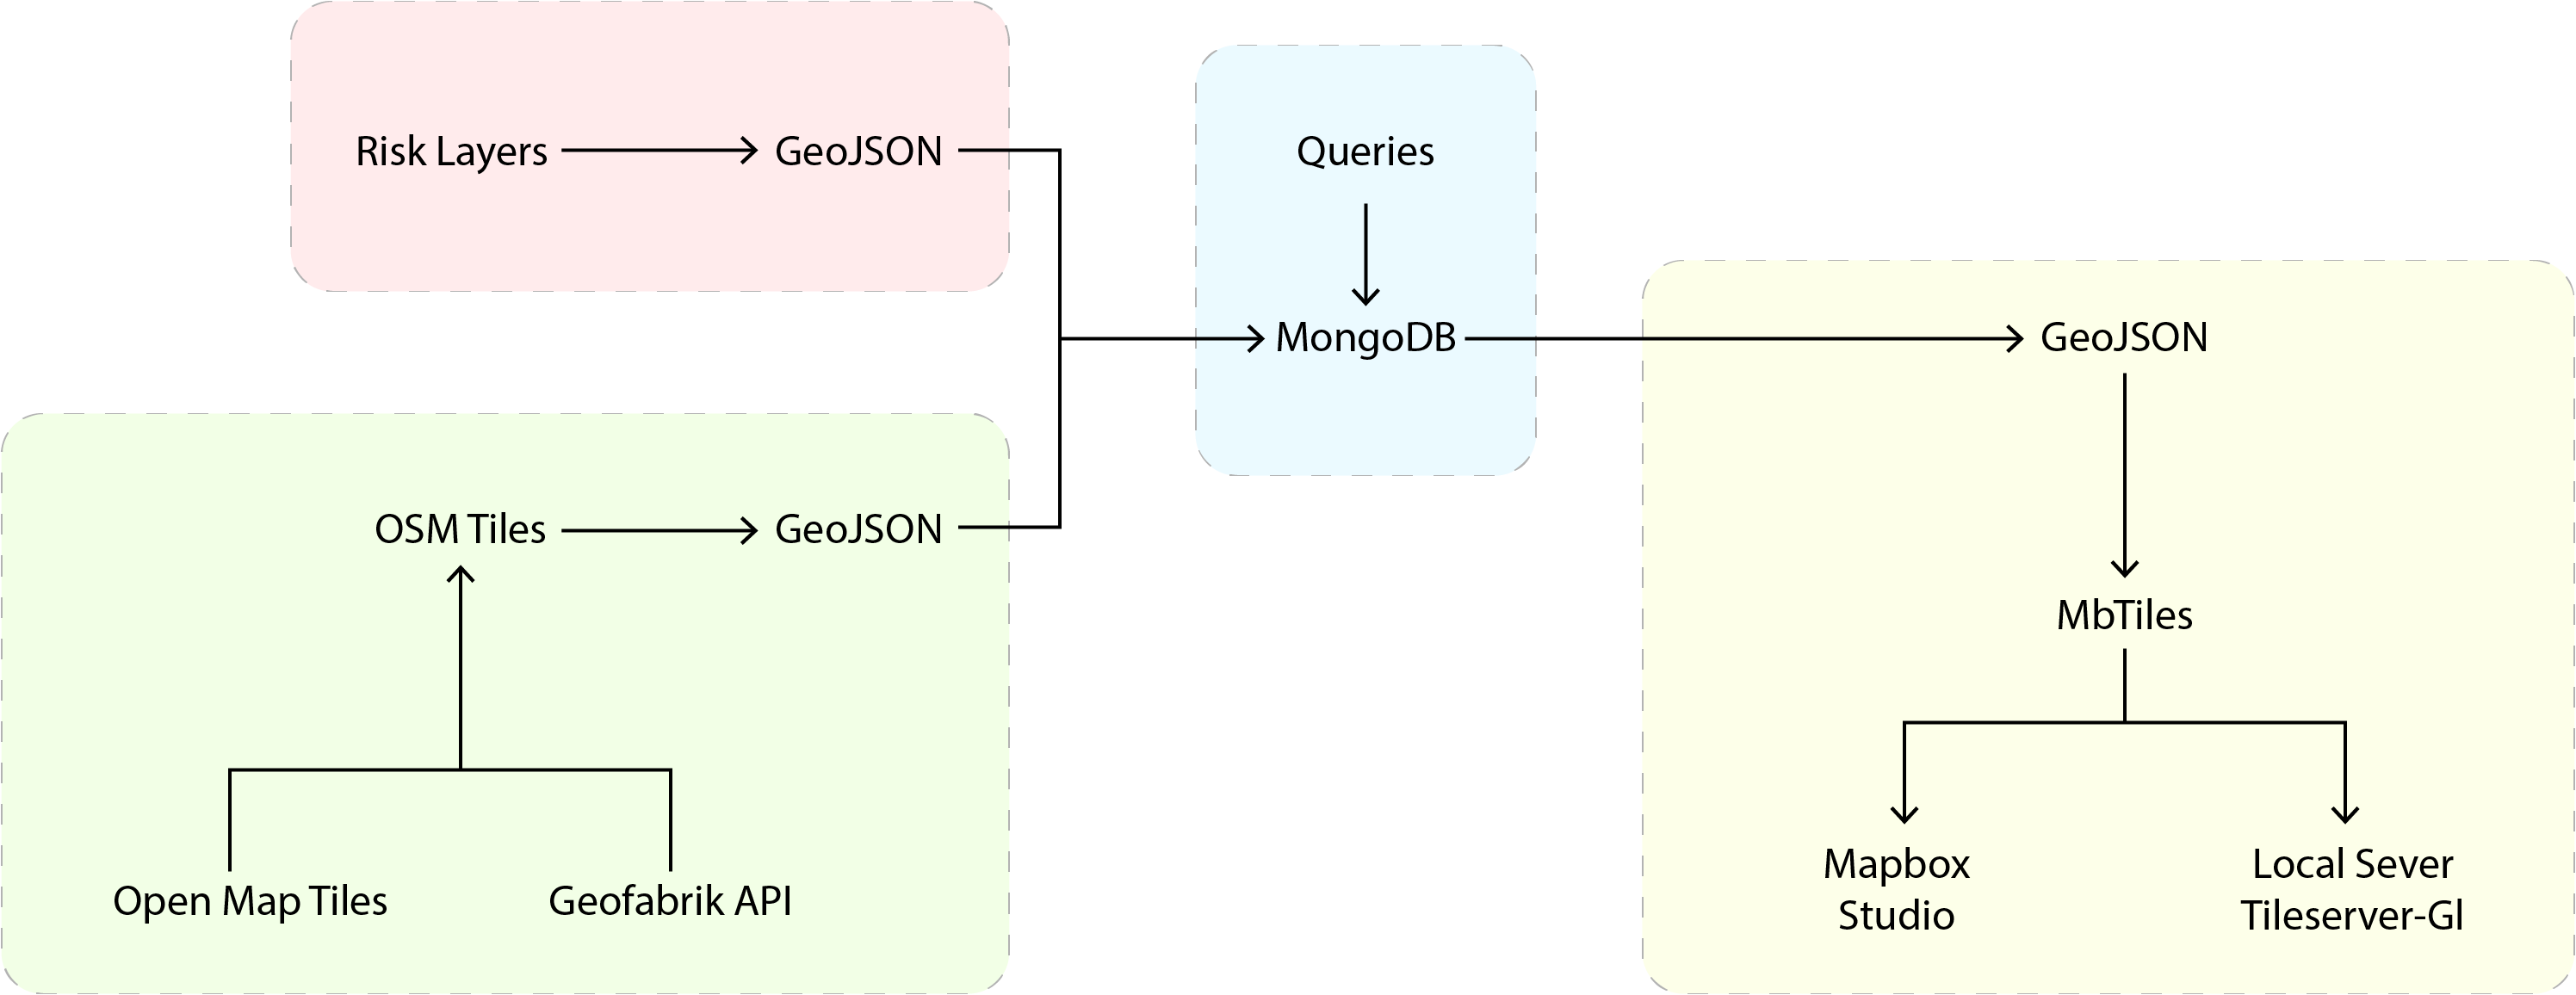 Risk Layers
GeoJSON
Queries
MongoDB
GeoJSON
OSM Tiles
GeoJSON
MbTiles
Open Map Tiles
Geofabrik API
Mapbox
Studio
Local Sever
Tileserver-Gl